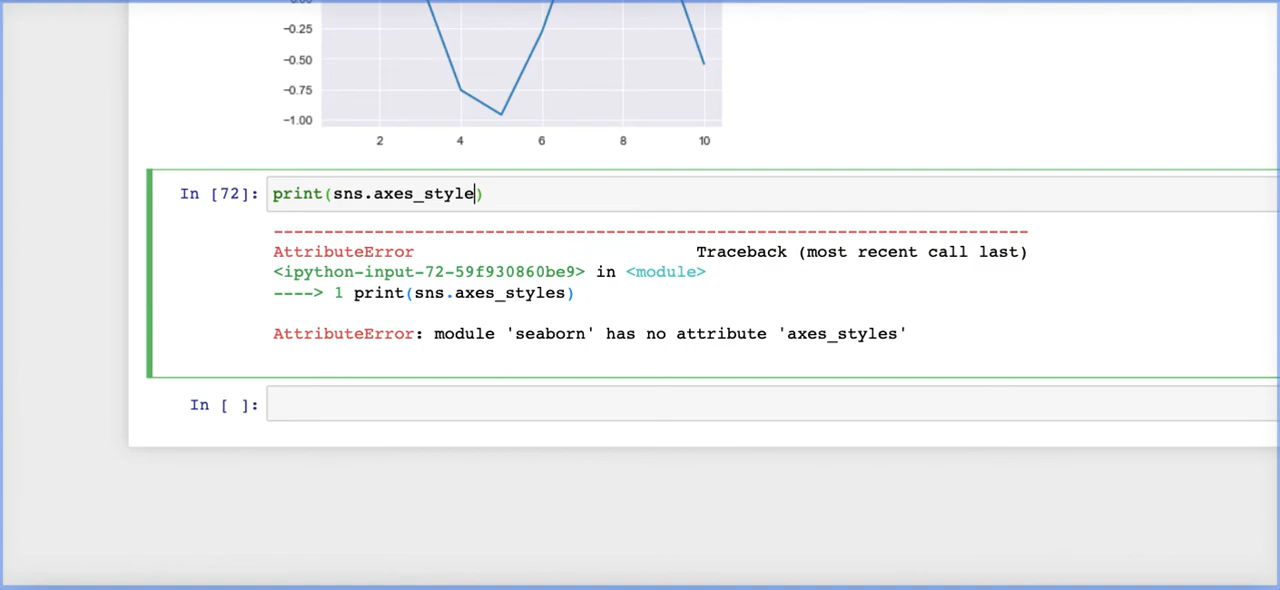 0.00
−0.25
−0.50
−0.75
−1.00
2 4 6 8 10
In [72]: print(sns.axes_style)
---------------------------------------------------------------------------
AttributeError Traceback (most recent call last)
<ipython-input-72-59f930860be9> in <module>
----> 1 print(sns.axes_styles)
AttributeError: module 'seaborn' has no attribute 'axes_styles'
In [ ]: